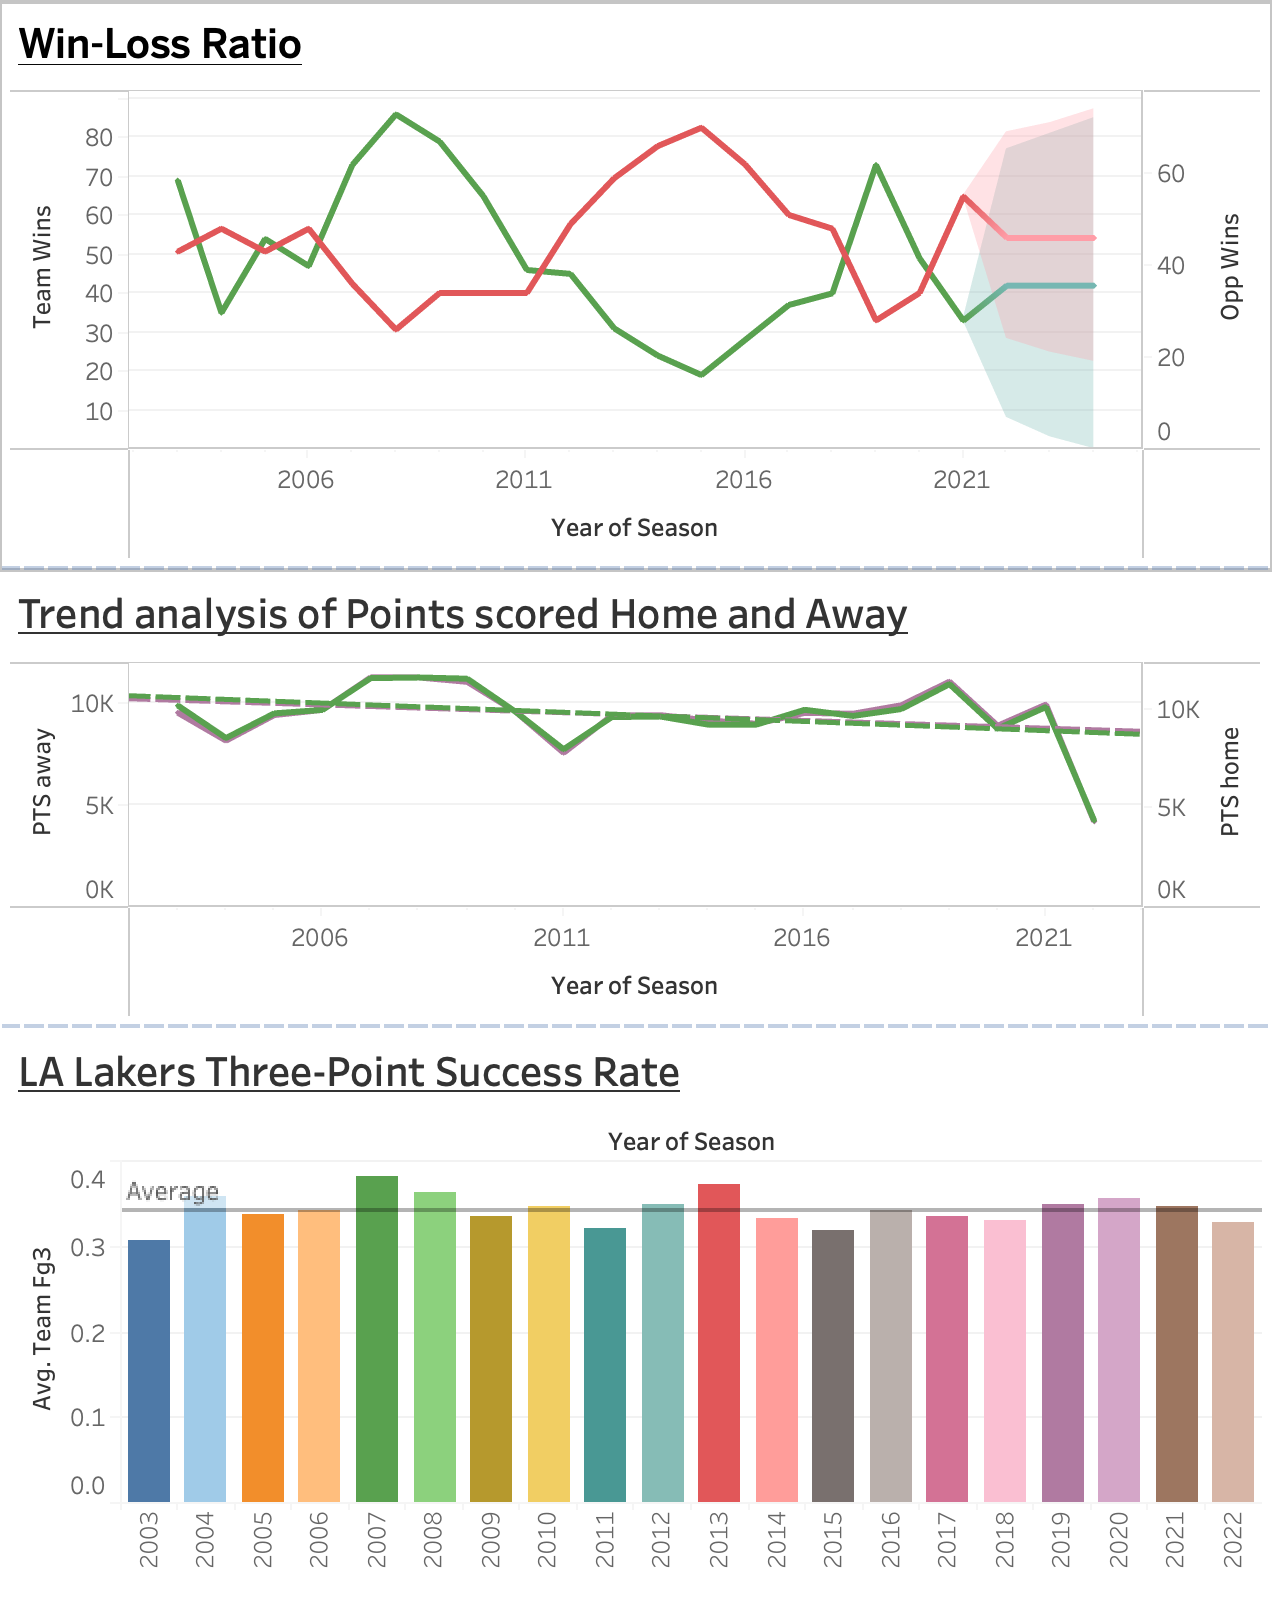 Win-Loss Ratio
Team Wins
80
70
60
50
40
30
20
10
60
40
20
0
Opp Wins
2006 2011 2016 2021
Year of Season
Trend analysis of Points scored Home and Away
PTS away
10K
5K
0K
10K
5K
0K
PTS home
2006 2011 2016 2021
Year of Season
LA Lakers Three-Point Success Rate
Year of Season
Avg. Team Fg3
0.4
0.3
0.2
0.1
0.0
Average
2003 2004 2005 2006 2007 2008 2009 2010 2011 2012 2013 2014 2015 2016 2017 2018 2019 2020 2021 2022